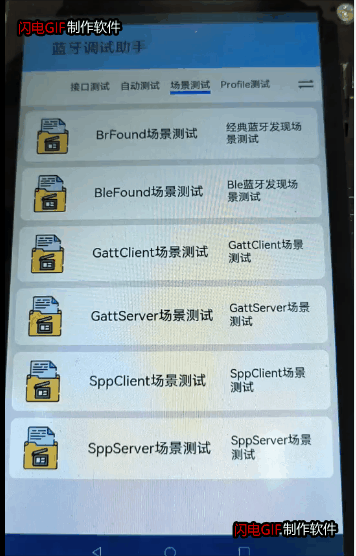 闪电GIF制作软件
蓝牙调试助手
接口测试 自动测试 场景测试 Profile测试
BrFound场景测试
经典蓝牙发现场
景测试
BleFound场景测试
Ble蓝牙发现场
景测试
GattClient场景测试
GattClient场景
测试
GattServer场景测试
GattServer场景
测试
SppClient场景测试
SppClient场景
测试
SppServer场景测试
SppServer场景
测试
闪电GIF制作软件